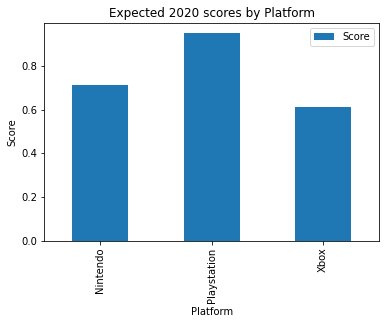 Expected 2020 scores by Platform
Score
0.8
0.6
0.4
0.2
0.0
Score
Nintendo
Playstation
Xbox
Platform